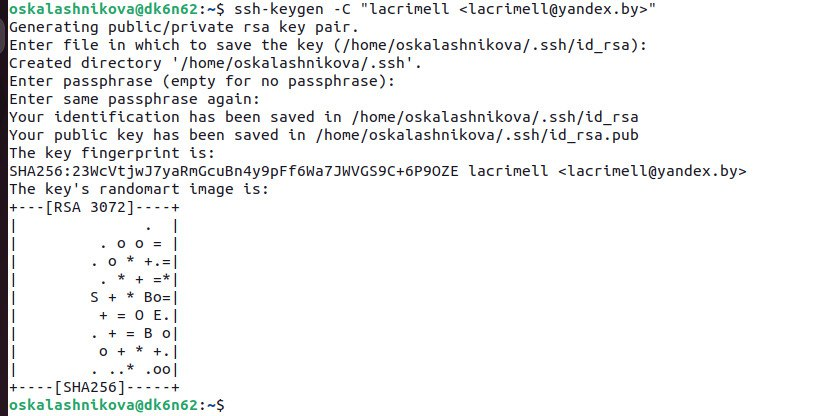 oskalashnikova@dk6n62:~$ ssh-keygen -C "lacrimell <lacrimell@yandex.by>"
Generating public/private rsa key pair.
Enter file in which to save the key (/home/oskalashnikova/.ssh/id_rsa):
Created directory '/home/oskalashnikova/.ssh'.
Enter passphrase (empty for no passphrase):
Enter same passphrase again:
Your identification has been saved in /home/oskalashnikova/.ssh/id_rsa
Your public key has been saved in /home/oskalashnikova/.ssh/id_rsa.pub
The key fingerprint is:
SHA256:23WcVtjwJ7yaRmGcuBn4y9pFf6Wa7JWVGS9C+6P9OZE lacrimell <lacrimell@yandex.by>
The key's randomart image is:
+---[RSA 3072]----+
|               . |
|          . o o = |
|         . o * +.=|
|          . * + =*|
|         S + * Bo=|
|          + = O E.|
|         . + = B o|
|          o + * +.|
|         . ..* .oo|
+----[SHA256]-----+
oskalashnikova@dk6n62:~$